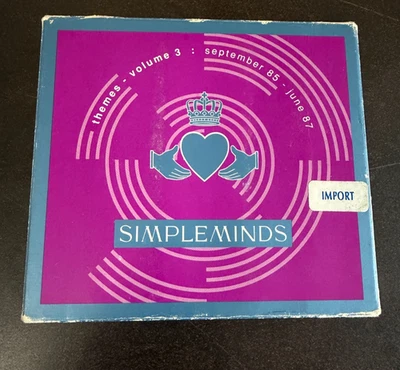 themes - volume 3 : september 85 - june 87
IMPORT
SIMPLEMINDS